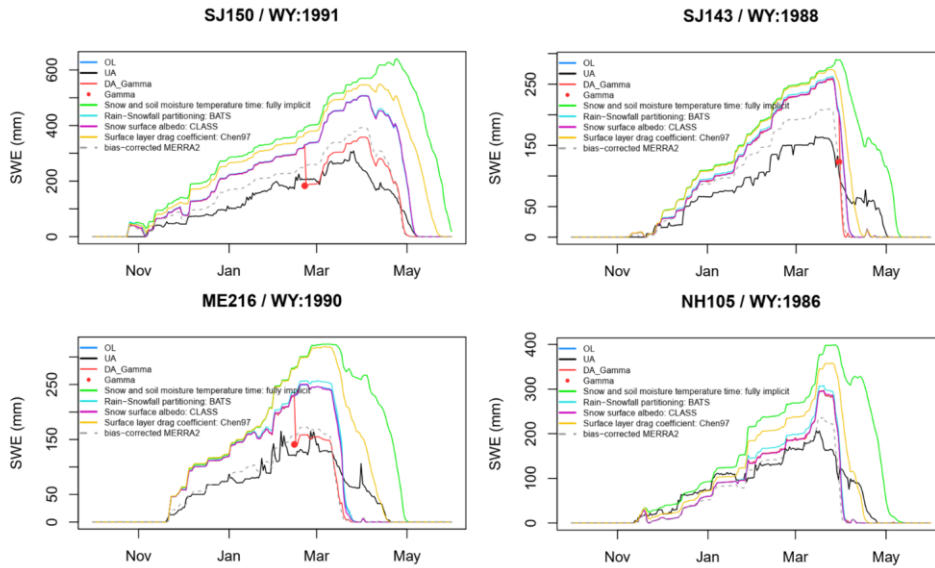 SJ150 / WY:1991
SWE (mm)
600
400
200
0
OL
UA
DA_Gamma
Gamma
Snow and soil moisture temperature time: fully implicit
Rain−Snowfall partitioning: BATS
Snow surface albedo: CLASS
Surface layer drag coefficient: Chen97
bias−corrected MERRA2
Nov Jan Mar May
SJ143 / WY:1988
SWE (mm)
250
150
50
0
OL
UA
DA_Gamma
Gamma
Snow and soil moisture temperature time: fully implicit
Rain−Snowfall partitioning: BATS
Snow surface albedo: CLASS
Surface layer drag coefficient: Chen97
bias−corrected MERRA2
Nov Jan Mar May
ME216 / WY:1990
SWE (mm)
250
150
50
0
OL
UA
DA_Gamma
Gamma
Snow and soil moisture temperature time: fully implicit
Rain−Snowfall partitioning: BATS
Snow surface albedo: CLASS
Surface layer drag coefficient: Chen97
bias−corrected MERRA2
Nov Jan Mar May
NH105 / WY:1986
SWE (mm)
400
300
200
100
0
OL
UA
DA_Gamma
Gamma
Snow and soil moisture temperature time: fully implicit
Rain−Snowfall partitioning: BATS
Snow surface albedo: CLASS
Surface layer drag coefficient: Chen97
bias−corrected MERRA2
Nov Jan Mar May